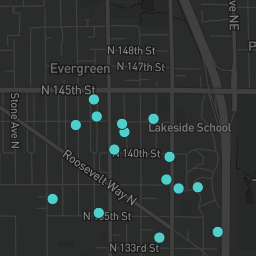 Ave NE
N 148th St
Evergreen
N 147th St
N 145th St
Stone Ave N
Lakeside School
N 140th St
Roosevelt Way N
N 135th St
N 133rd St